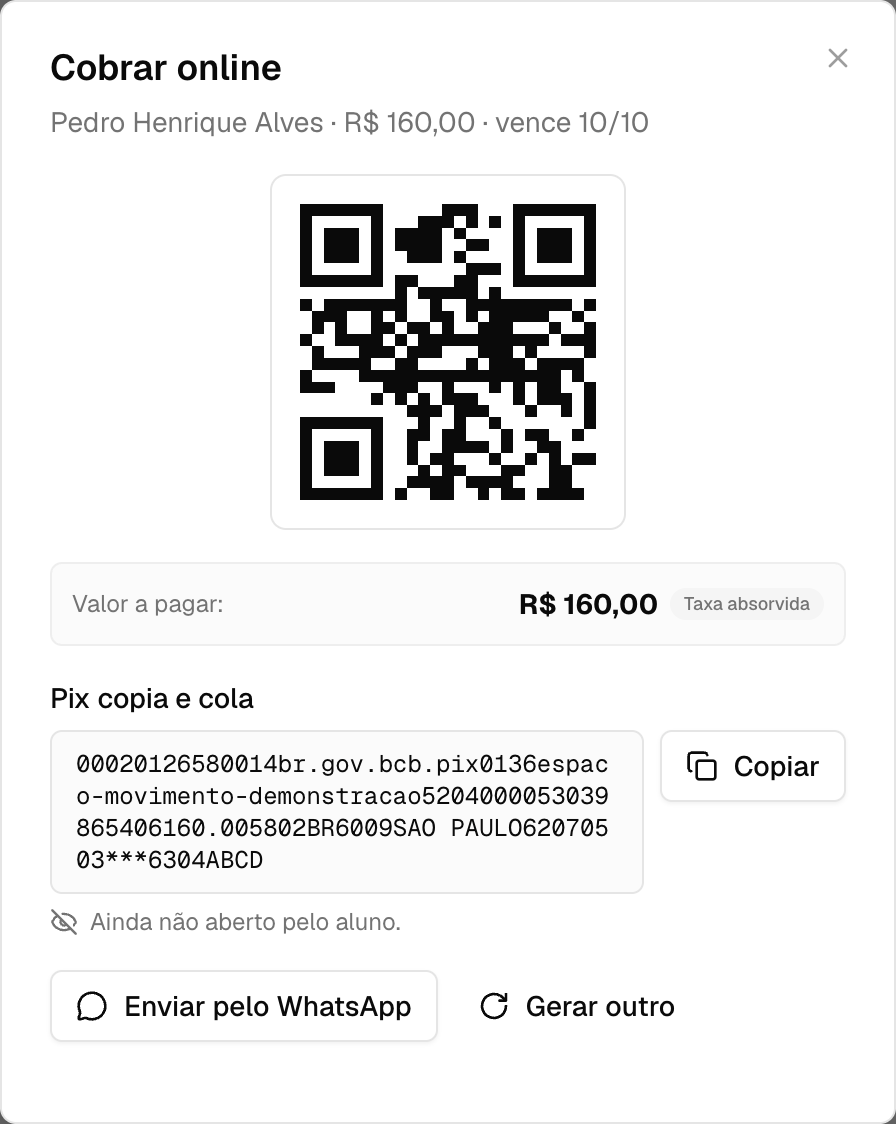 Cobrar online
Pedro Henrique Alves · R$ 160,00 · vence 10/10
Valor a pagar:
R$ 160,00
Taxa absorvida
Pix copia e cola
00020126580014br.gov.bcb.pix0136espac
o-movimento-demonstracao5204000053039
865406160.005802BR6009SAO PAULO620705
03***6304ABCD
Copiar
Ainda não aberto pelo aluno.
Enviar pelo WhatsApp
Gerar outro